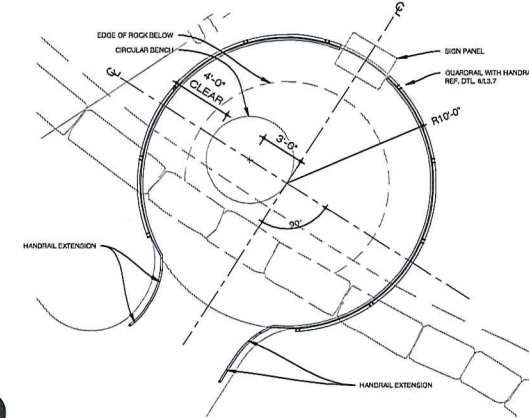 UT-
℄
EDGE OF ROCK BELOW
CIRCULAR BENCH
SIGN PANEL
℄
4'-0"
CLEAR
GUARDRAIL WITH HANDRA
REF. DTL. 6/L3.7
R10'-0"
3'-0"
HANDRAIL EXTENSION
HANDRAIL EXTENSION